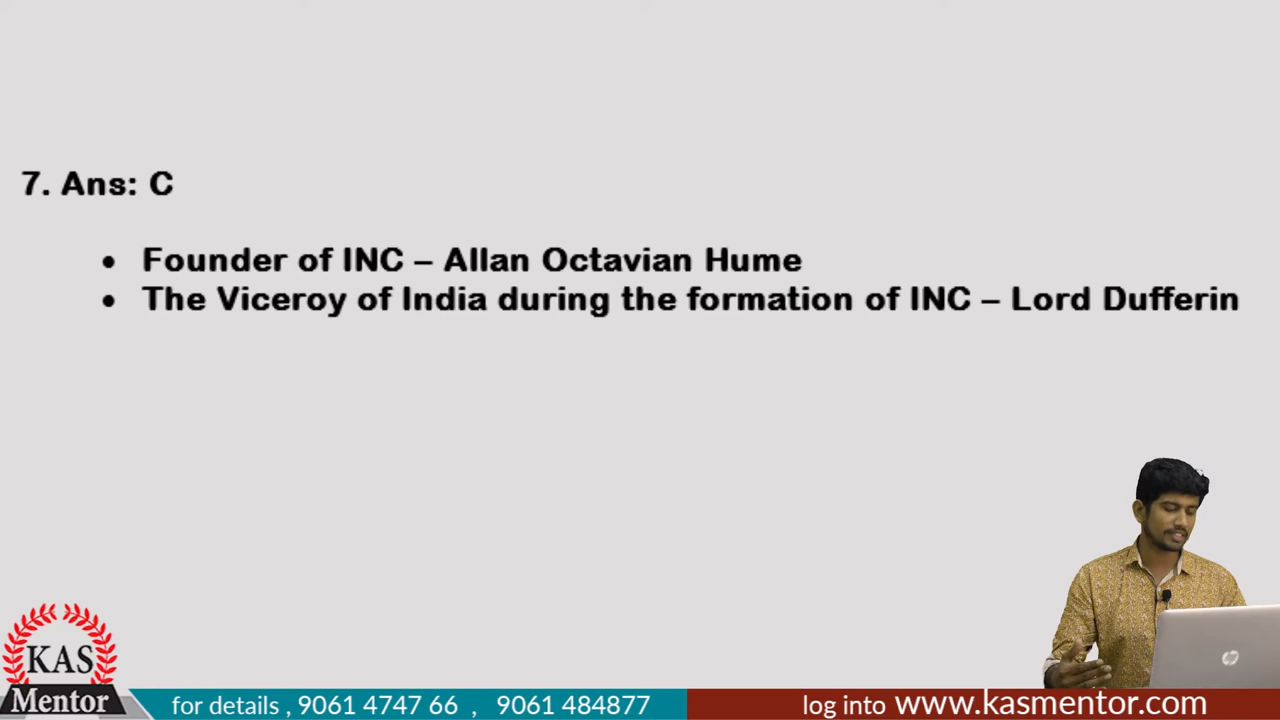 7. Ans: C
• Founder of INC – Allan Octavian Hume
• The Viceroy of India during the formation of INC – Lord Dufferin
KAS
Mentor
for details , 9061 4747 66 , 9061 484877
log into www.kasmentor.com